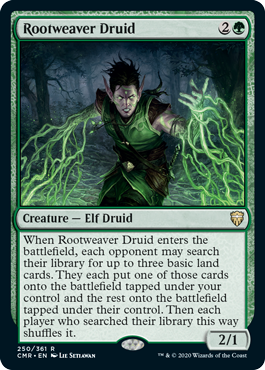 Rootweaver Druid 2
Creature — Elf Druid
When Rootweaver Druid enters the
battlefield, each opponent may search
their library for up to three basic land
cards. They each put one of those cards
onto the battlefield tapped under your
control and the rest onto the battlefield
tapped under their control. Then each
player who searched their library this way
shuffles it.
2/1
250/361 R
CMR • EN Lie Setiawan
™ & © 2020 Wizards of the Coast